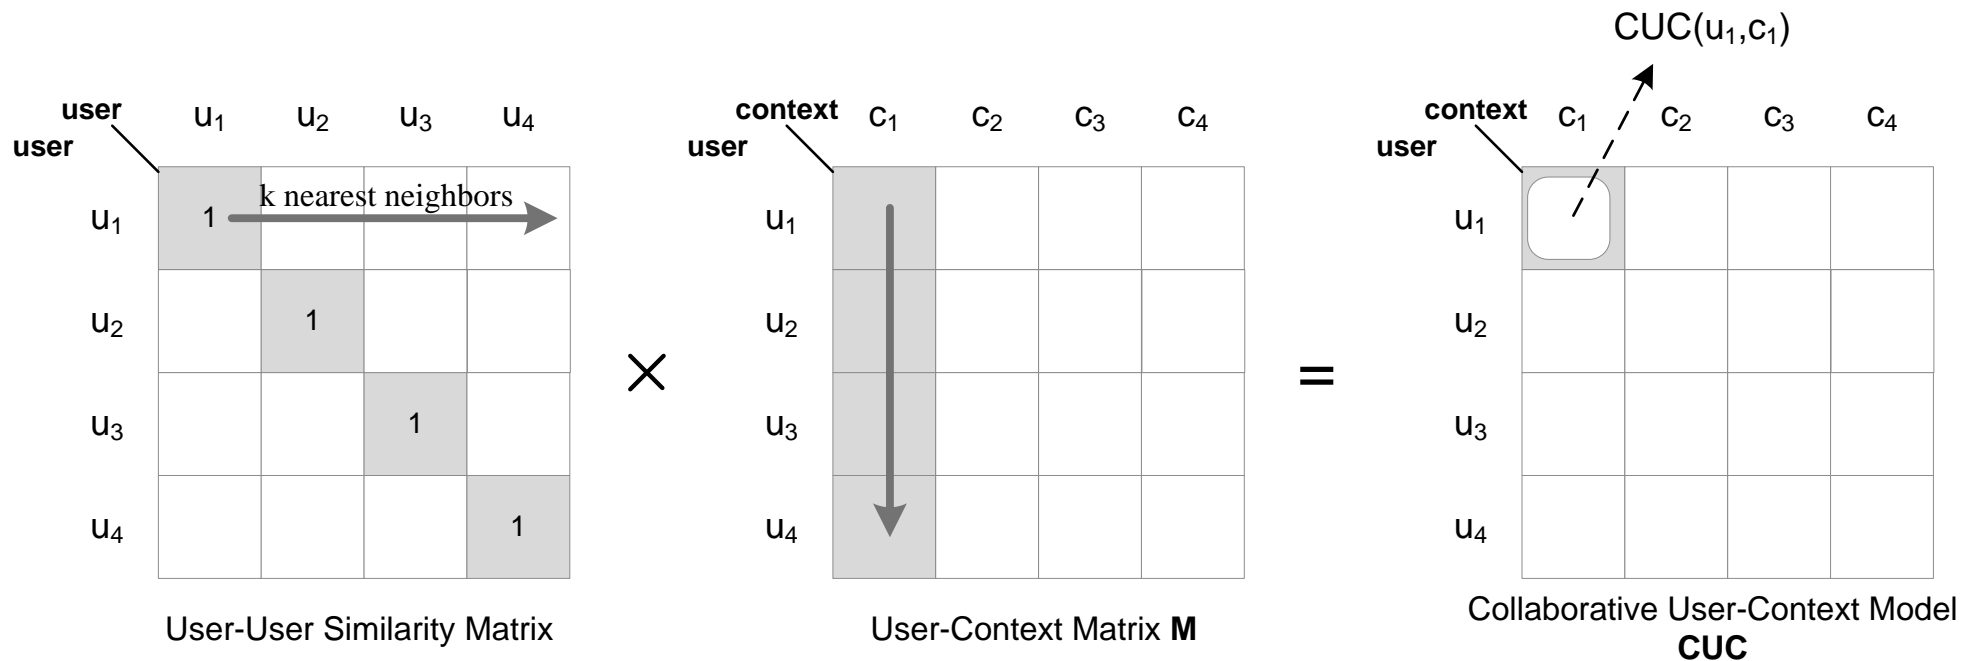 CUC(u1,c1)
user u1 u2 u3 u4
user
context c1 c2 c3 c4
user
context c1 c2 c3 c4
user
u1 1 k nearest neighbors
u2 1
u3 1
u4 1
×
u1
u2
u3
u4
=
u1
u2
u3
u4
User-User Similarity Matrix
User-Context Matrix M
Collaborative User-Context Model
CUC